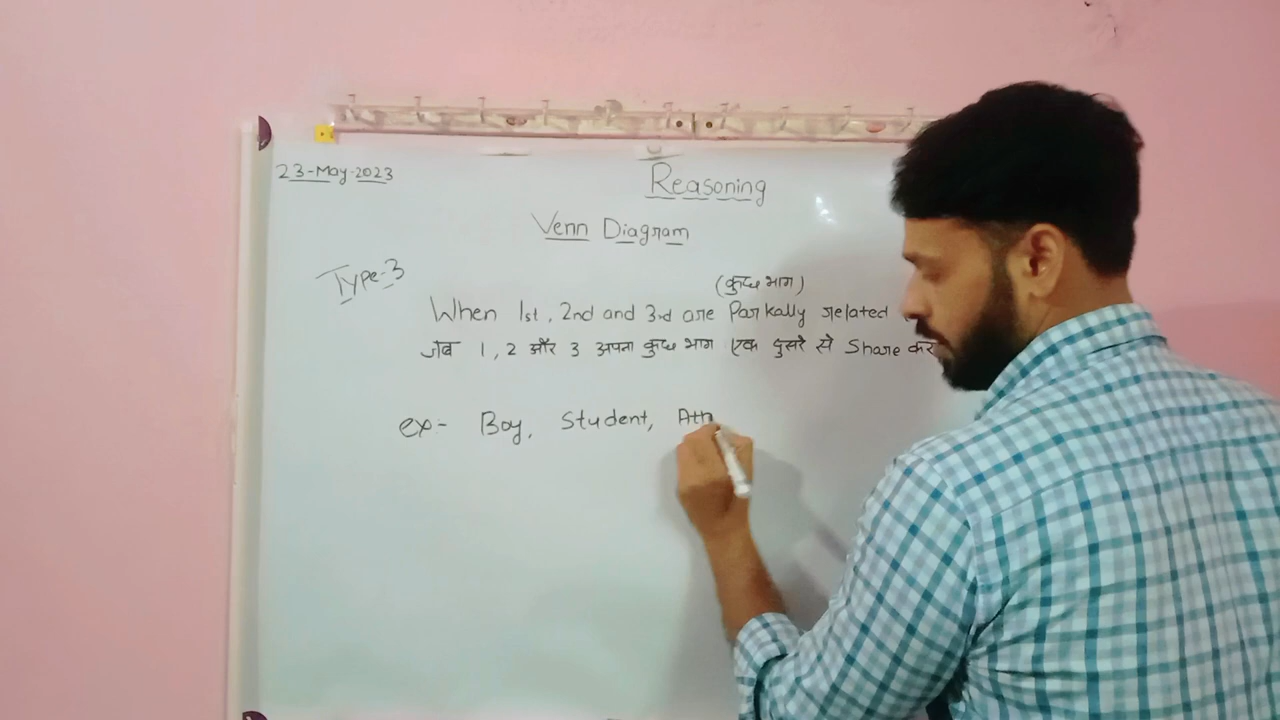 23-May-2023
Reasoning
Venn Diagram
Type-3
(कुछ भाग)
When 1st, 2nd and 3rd are Partially related
जब 1, 2 और 3 अपना कुछ भाग एक दुसरे से Share कर
ex:- Boy, Student, Ath